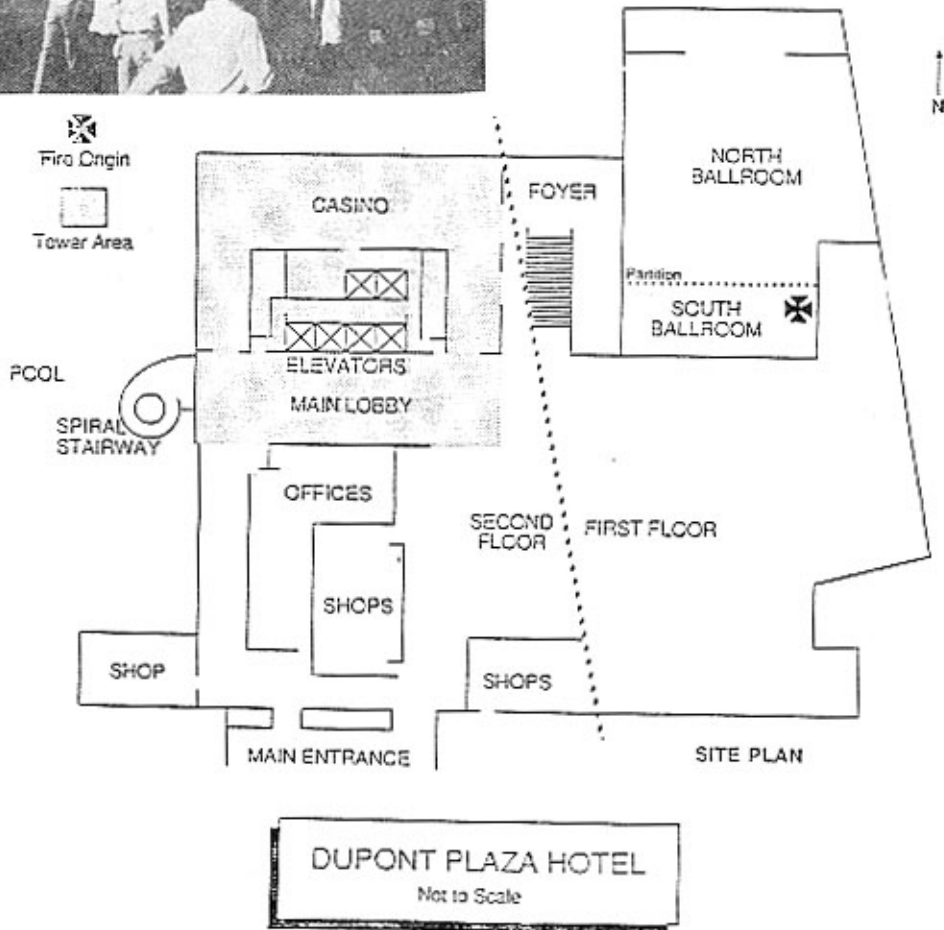 Fire Origin
Tower Area
N
CASINO
FOYER
NORTH
BALLROOM
Partition
SOUTH
BALLROOM
POOL
ELEVATORS
MAIN LOBBY
SPIRAL
STAIRWAY
OFFICES
SECOND
FLOOR
FIRST FLOOR
SHOPS
SHOP
SHOPS
MAIN ENTRANCE
SITE PLAN
DUPONT PLAZA HOTEL
Not to Scale